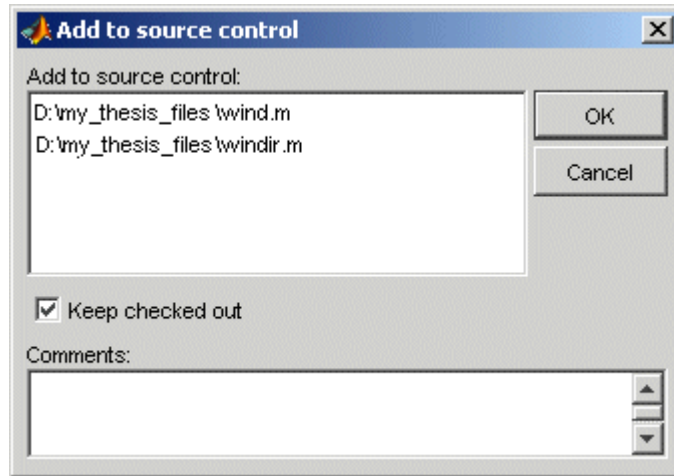 Add to source control
Add to source control:
D:\my_thesis_files\wind.m
D:\my_thesis_files\windir.m
OK
Cancel
Keep checked out
Comments: